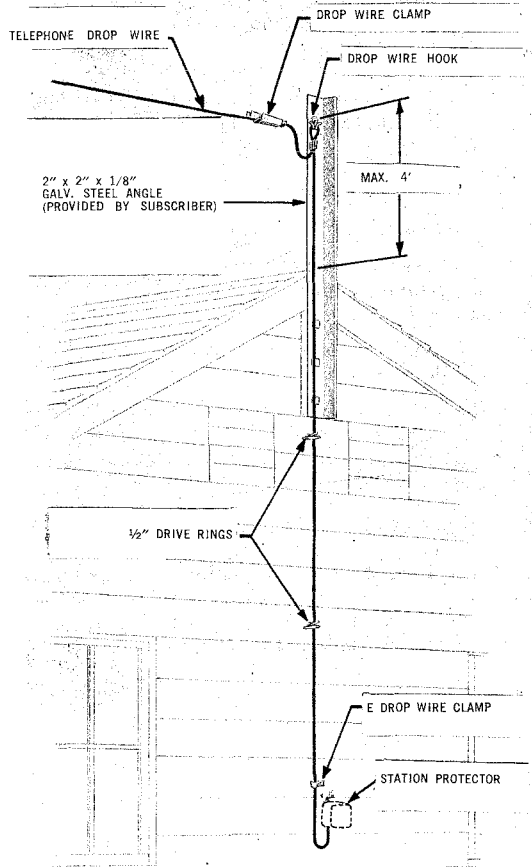 DROP WIRE CLAMP
TELEPHONE DROP WIRE
DROP WIRE HOOK
MAX. 4'
2" x 2" x 1/8"
GALV. STEEL ANGLE
(PROVIDED BY SUBSCRIBER)
½" DRIVE RINGS
E DROP WIRE CLAMP
STATION PROTECTOR